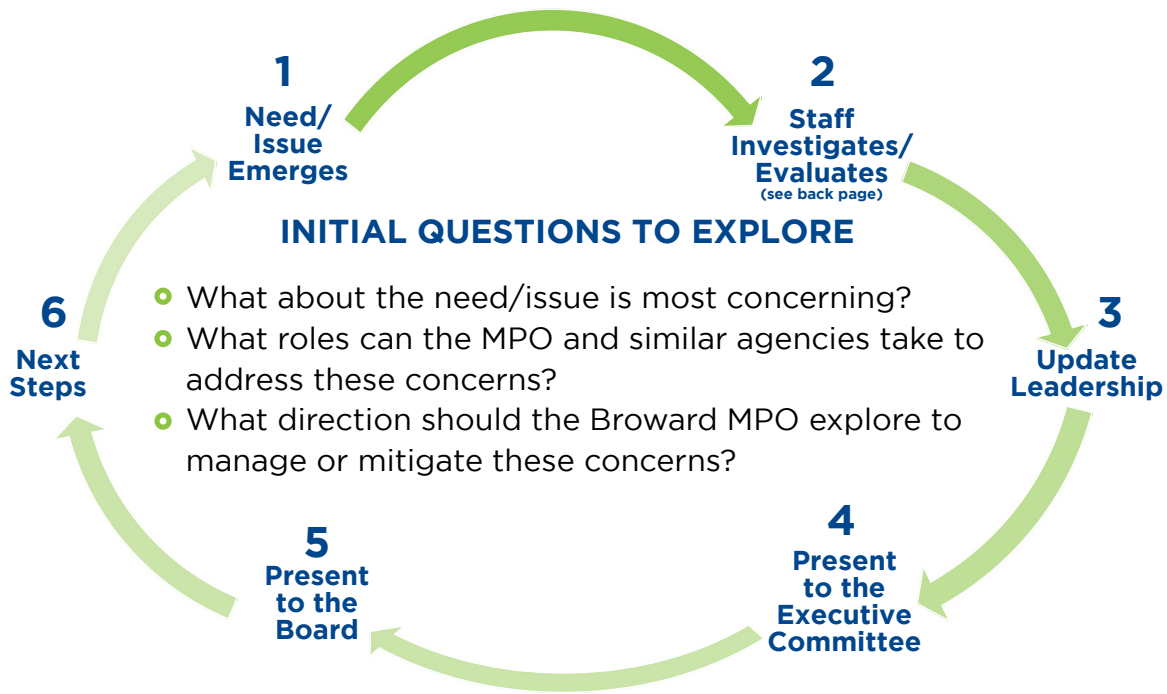 1
Need/
Issue
Emerges
2
Staff
Investigates/
Evaluates
(see back page)
INITIAL QUESTIONS TO EXPLORE
What about the need/issue is most concerning?
What roles can the MPO and similar agencies take to
address these concerns?
What direction should the Broward MPO explore to
manage or mitigate these concerns?
3
Update
Leadership
4
Present
to the
Executive
Committee
5
Present
to the
Board
6
Next
Steps